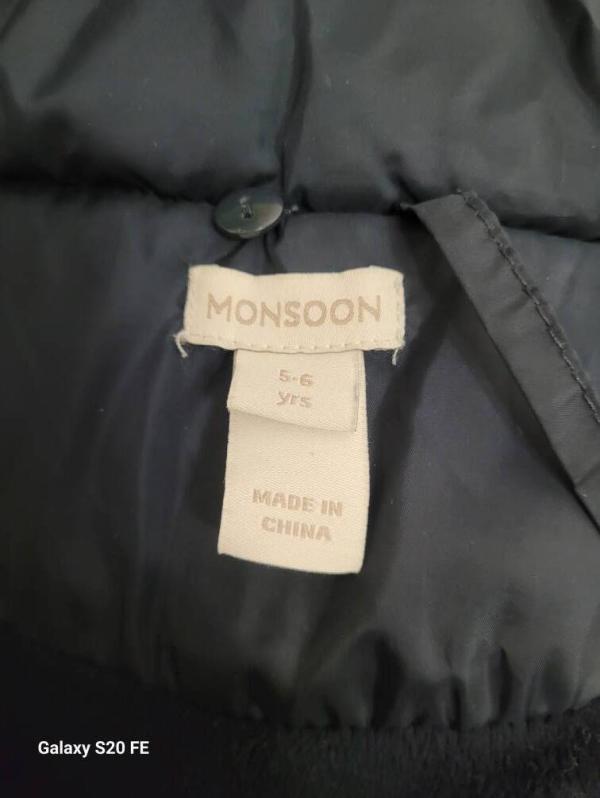 MONSOON
5-6
yrs
MADE IN
CHINA
Galaxy S20 FE